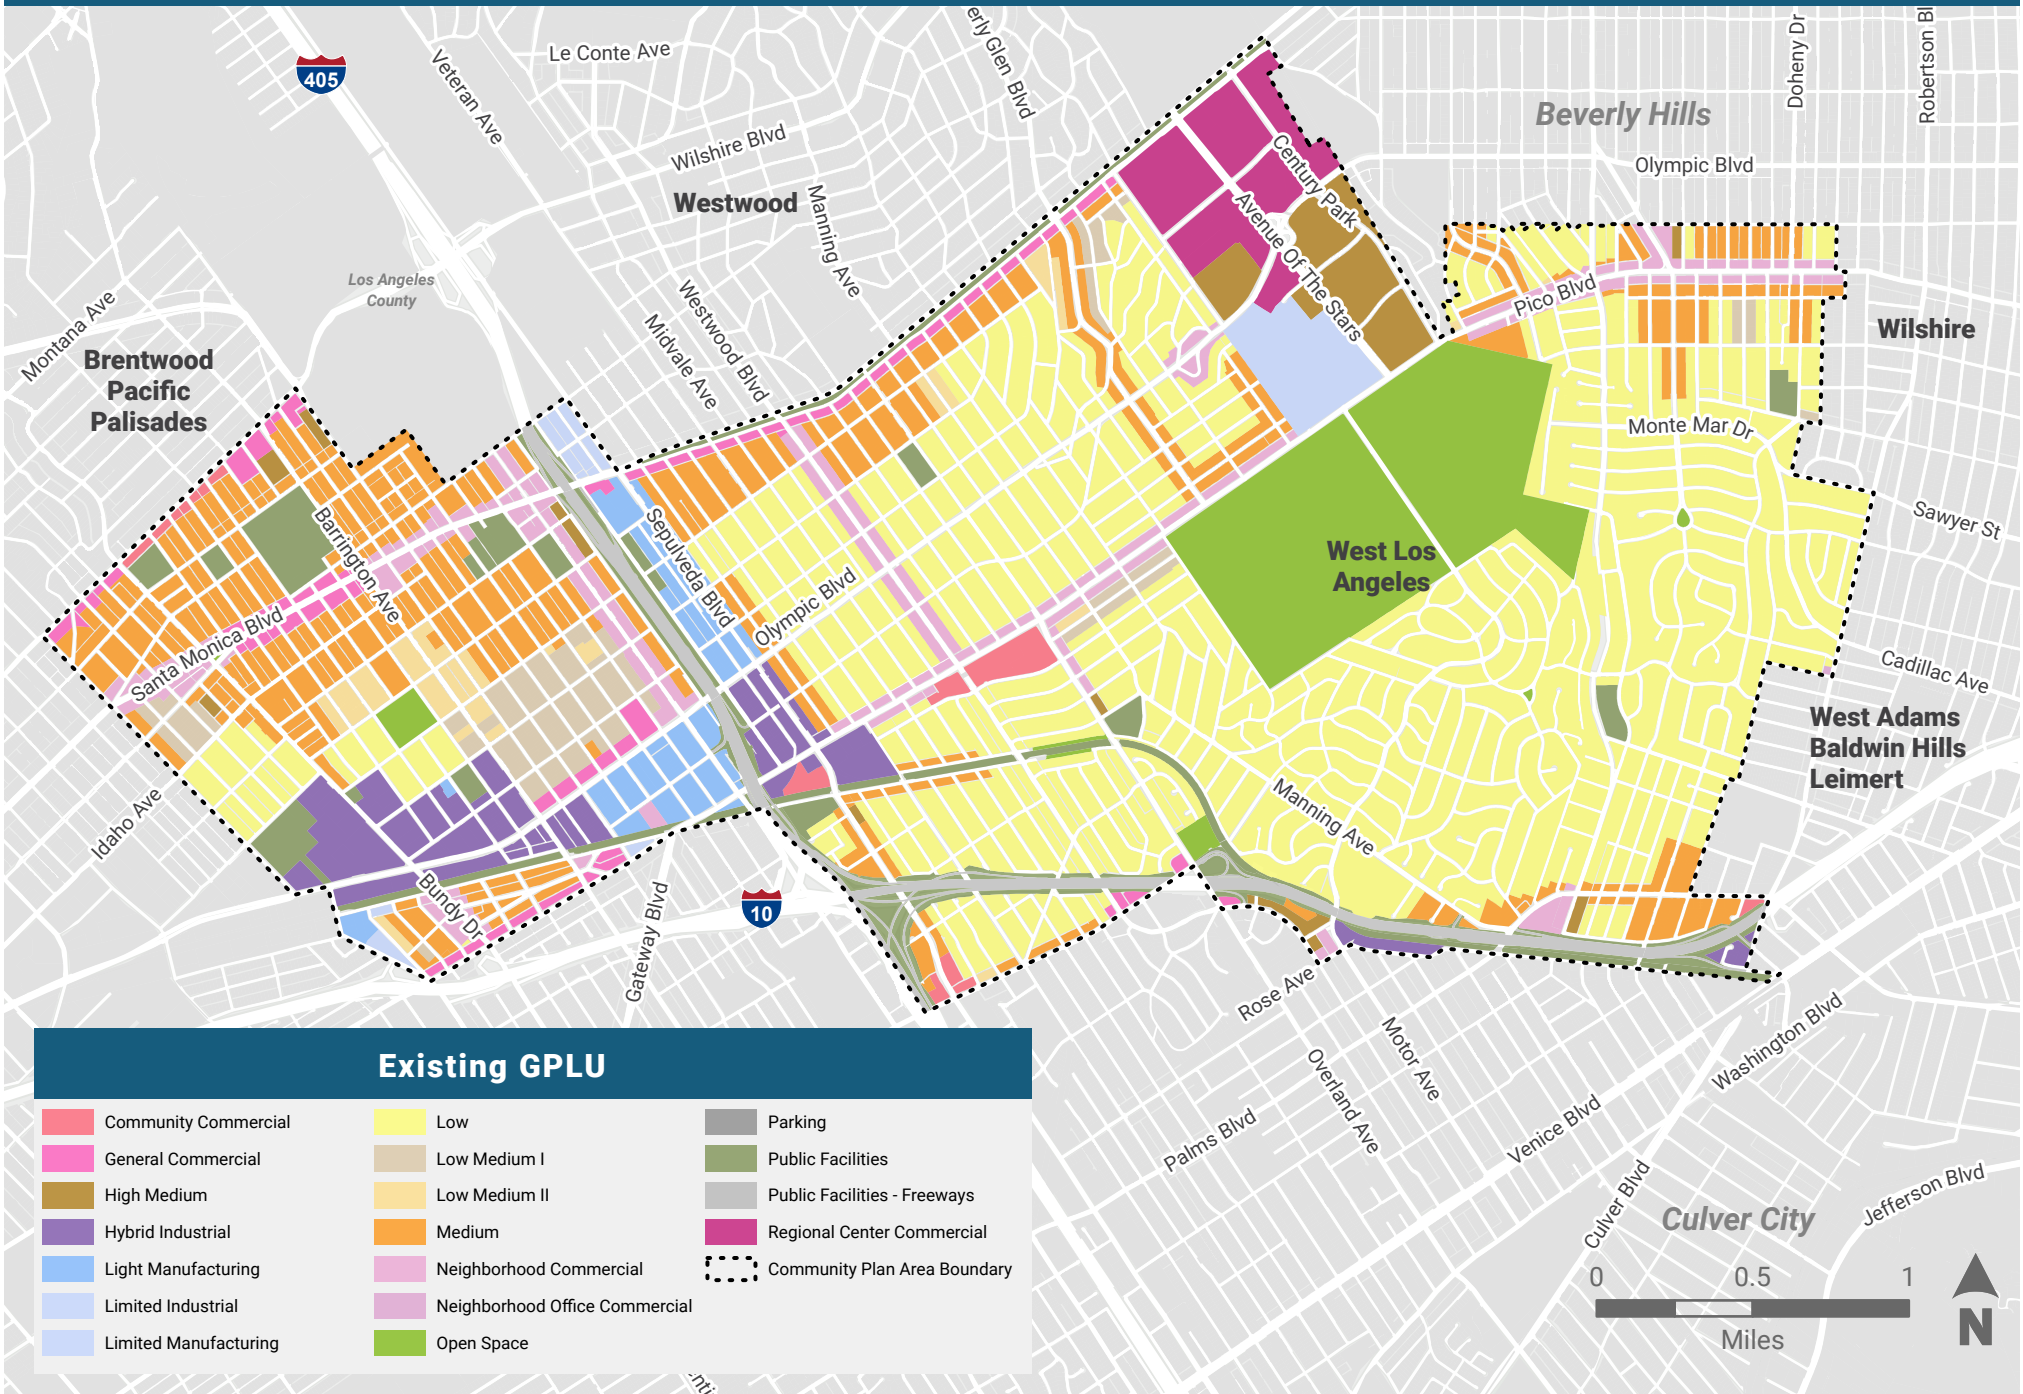 405
Veteran Ave
Le Conte Ave
erly Glen Blvd
Doheny Dr
Robertson Bl
Beverly Hills
Wilshire Blvd
Olympic Blvd
Westwood
Manning Ave
Century Park
Avenue Of The Stars
Los Angeles
County
Montana Ave
Westwood Blvd
Midvale Ave
Pico Blvd
Wilshire
Brentwood
Pacific
Palisades
Monte Mar Dr
Barrington Ave
Sepulveda Blvd
Sawyer St
West Los
Angeles
Olympic Blvd
Santa Monica Blvd
Cadillac Ave
West Adams
Baldwin Hills
Leimert
Idaho Ave
Manning Ave
Bundy Dr
10
Gateway Blvd
Rose Ave
Motor Ave
Overland Ave
Washington Blvd
Palms Blvd
Venice Blvd
Culver Blvd
Jefferson Blvd
Culver City
Existing GPLU
Community Commercial
General Commercial
High Medium
Hybrid Industrial
Light Manufacturing
Limited Industrial
Limited Manufacturing
Low
Low Medium I
Low Medium II
Medium
Neighborhood Commercial
Neighborhood Office Commercial
Open Space
Parking
Public Facilities
Public Facilities - Freeways
Regional Center Commercial
Community Plan Area Boundary
0 0.5 1
Miles
N